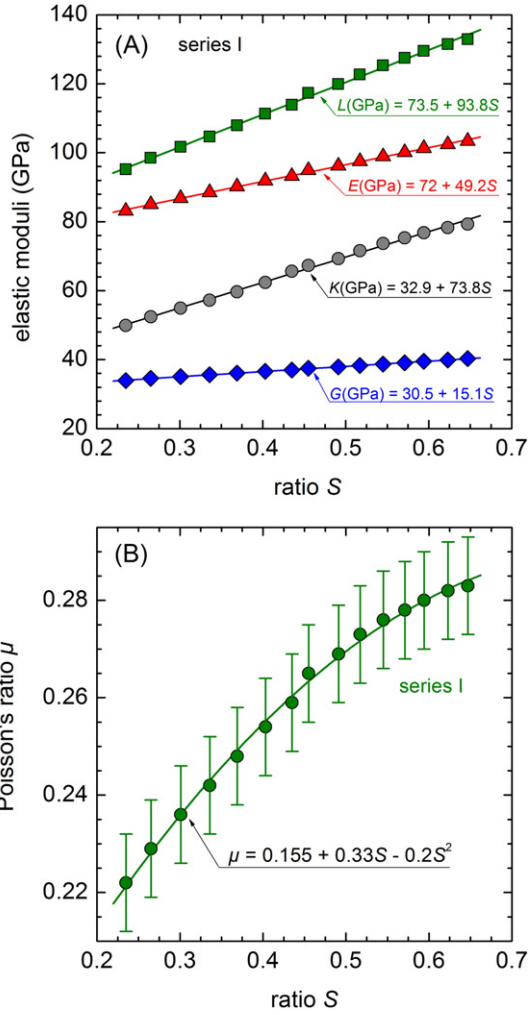 (A) series I
140
120
100
80
60
40
20
elastic moduli (GPa)
L(GPa) = 73.5 + 93.8S
E(GPa) = 72 + 49.2S
K(GPa) = 32.9 + 73.8S
G(GPa) = 30.5 + 15.1S
0.2 0.3 0.4 0.5 0.6 0.7
ratio S
(B)
0.28
0.26
0.24
0.22
Poisson's ratio μ
series I
μ = 0.155 + 0.33S - 0.2S²
0.2 0.3 0.4 0.5 0.6 0.7
ratio S